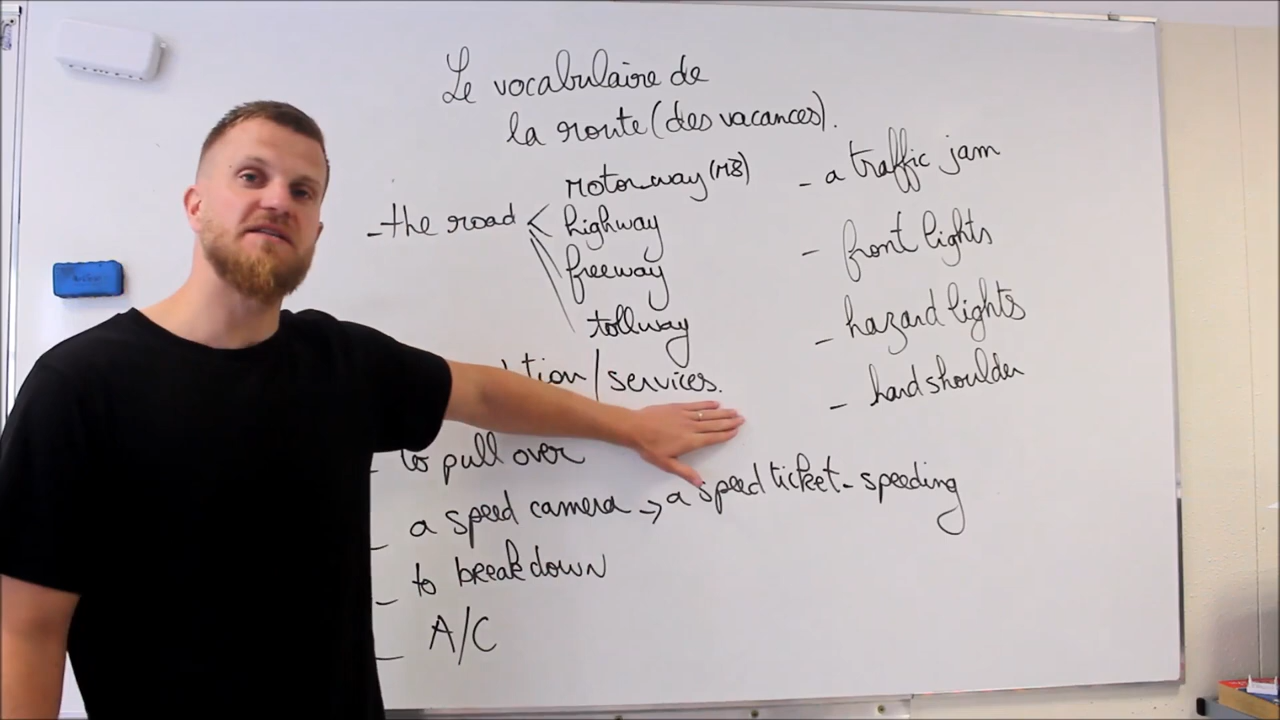 Le vocabulaire de
la route (des vacances).
- the road < Motorway (M8)
highway
freeway
tollway
tion / services.
- to pull over
- a speed camera → a speed ticket - speeding
- to breakdown
- A/C
- a traffic jam
- front lights
- hazard lights
- hard shoulder